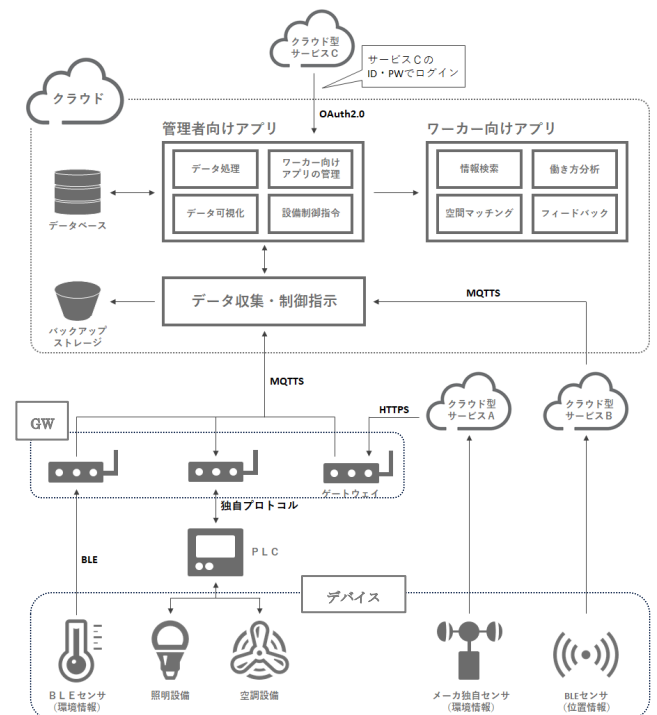 クラウド型
サービスC
サービスCの
ID・PWでログイン
クラウド
OAuth2.0
管理者向けアプリ
ワーカー向けアプリ
データ処理
ワーカー向け
アプリの管理
情報検索
働き方分析
データ可視化
設備制御指令
空間マッチング
フィードバック
データベース
データ収集・制御指示
MQTTS
バックアップ
ストレージ
MQTTS
HTTPS
クラウド型
サービスA
クラウド型
サービスB
GW
ゲートウェイ
独自プロトコル
PLC
BLE
デバイス
BLEセンサ
(環境情報)
照明設備
空調設備
メーカ独自センサ
(環境情報)
BLEセンサ
(位置情報)